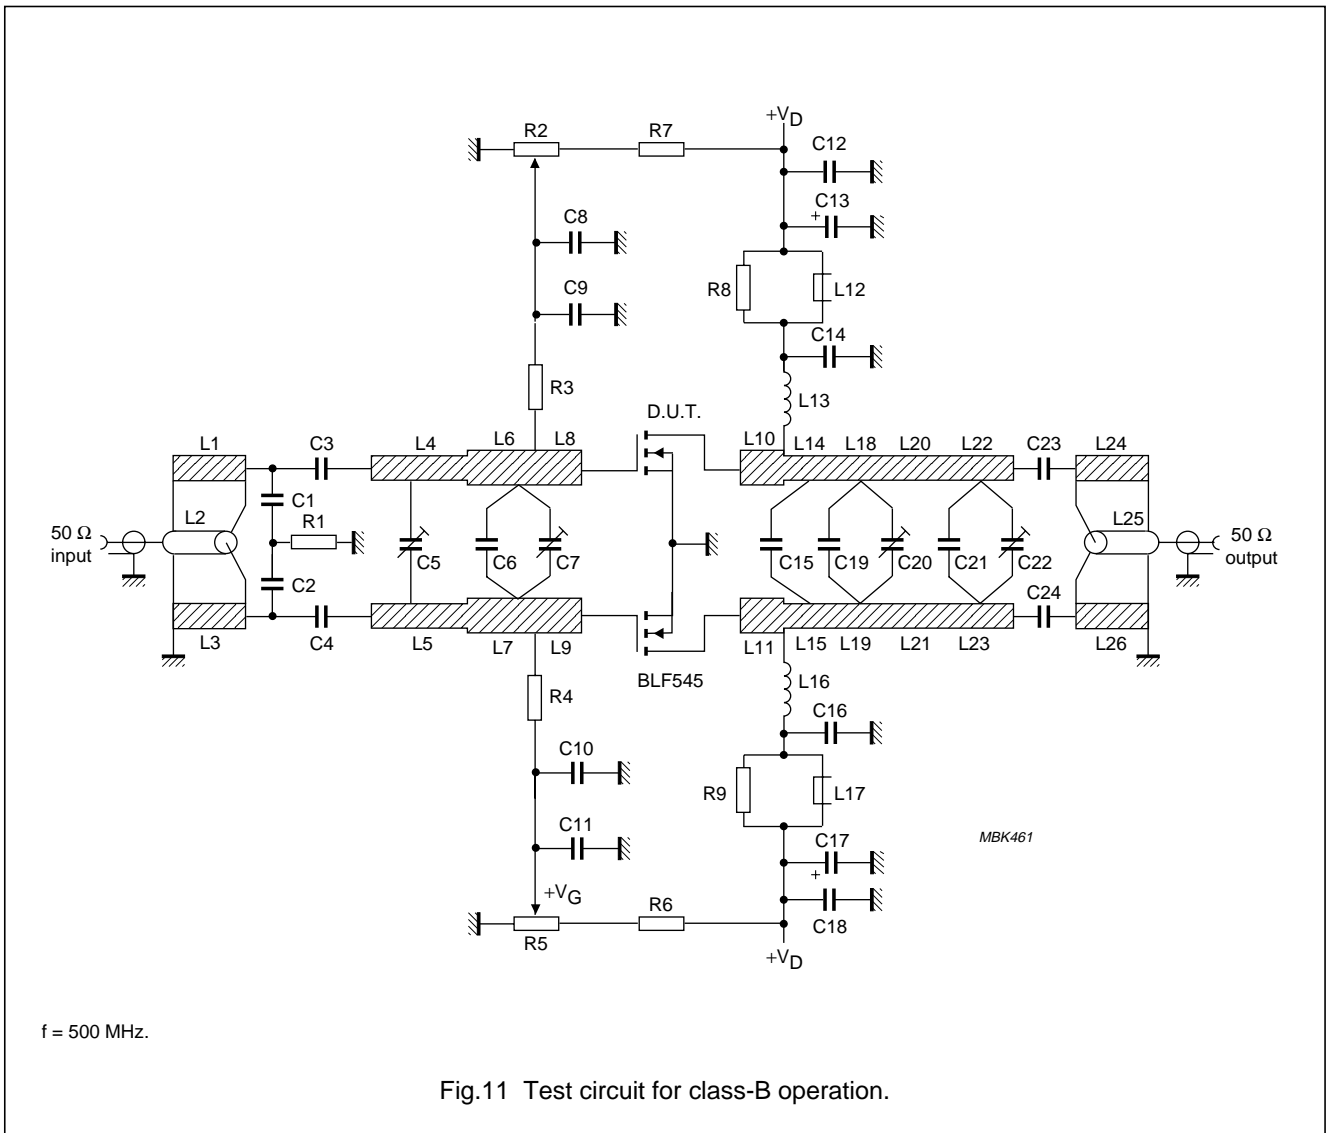 +VD
R2
R7
C12
C13
+
C8
C9
R8
L12
C14
R3
L13
D.U.T.
L1
C3
L4
L6
L8
L10
L14
L18
L20
L22
C23
L24
C1
50 Ω
input
L2
R1
C5
C6
C7
C15
C19
C20
C21
C22
L25
50 Ω
output
C2
C24
L3
C4
L5
L7
L9
L11
L15
L19
L21
L23
L26
BLF545
R4
L16
C16
C10
R9
L17
C11
C17
+
MBK461
+VG
R5
R6
C18
+VD
f = 500 MHz.
Fig.11 Test circuit for class-B operation.